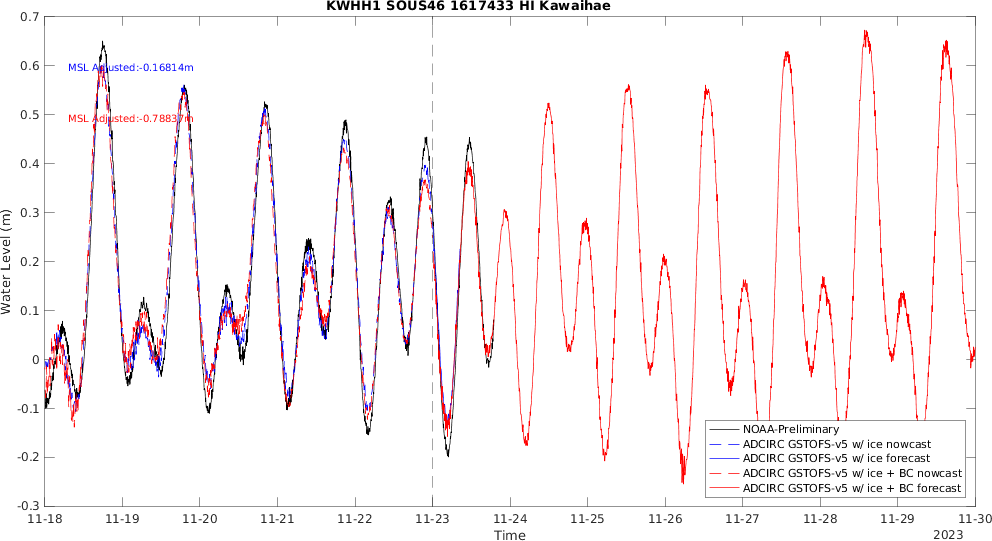 KWHH1 SOUS46 1617433 HI Kawaihae
0.7
0.6
0.5
0.4
0.3
0.2
0.1
0
-0.1
-0.2
-0.3
Water Level (m)
MSL Adjusted:-0.16814m
MSL Adjusted:-0.78837m
NOAA-Preliminary
ADCIRC GSTOFS-v5 w/ ice nowcast
ADCIRC GSTOFS-v5 w/ ice forecast
ADCIRC GSTOFS-v5 w/ ice + BC nowcast
ADCIRC GSTOFS-v5 w/ ice + BC forecast
11-18 11-19 11-20 11-21 11-22 11-23 11-24 11-25 11-26 11-27 11-28 11-29 11-30
Time
2023